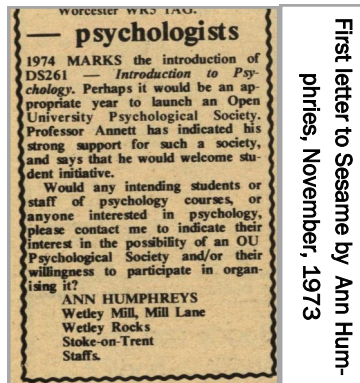 Worcester WR5 1AG.
— psychologists
1974 MARKS the introduction of
DS261 — Introduction to Psy-
chology. Perhaps it would be an ap-
propriate year to launch an Open
University Psychological Society.
Professor Annett has indicated his
strong support for such a society,
and says that he would welcome stu-
dent initiative.
Would any intending students or
staff of psychology courses, or
anyone interested in psychology,
please contact me to indicate their
interest in the possibility of an OU
Psychological Society and/or their
willingness to participate in organ-
ising it?
ANN HUMPHREYS
Wetley Mill, Mill Lane
Wetley Rocks
Stoke-on-Trent
Staffs.
First letter to Sesame by Ann Hum-
phries, November, 1973